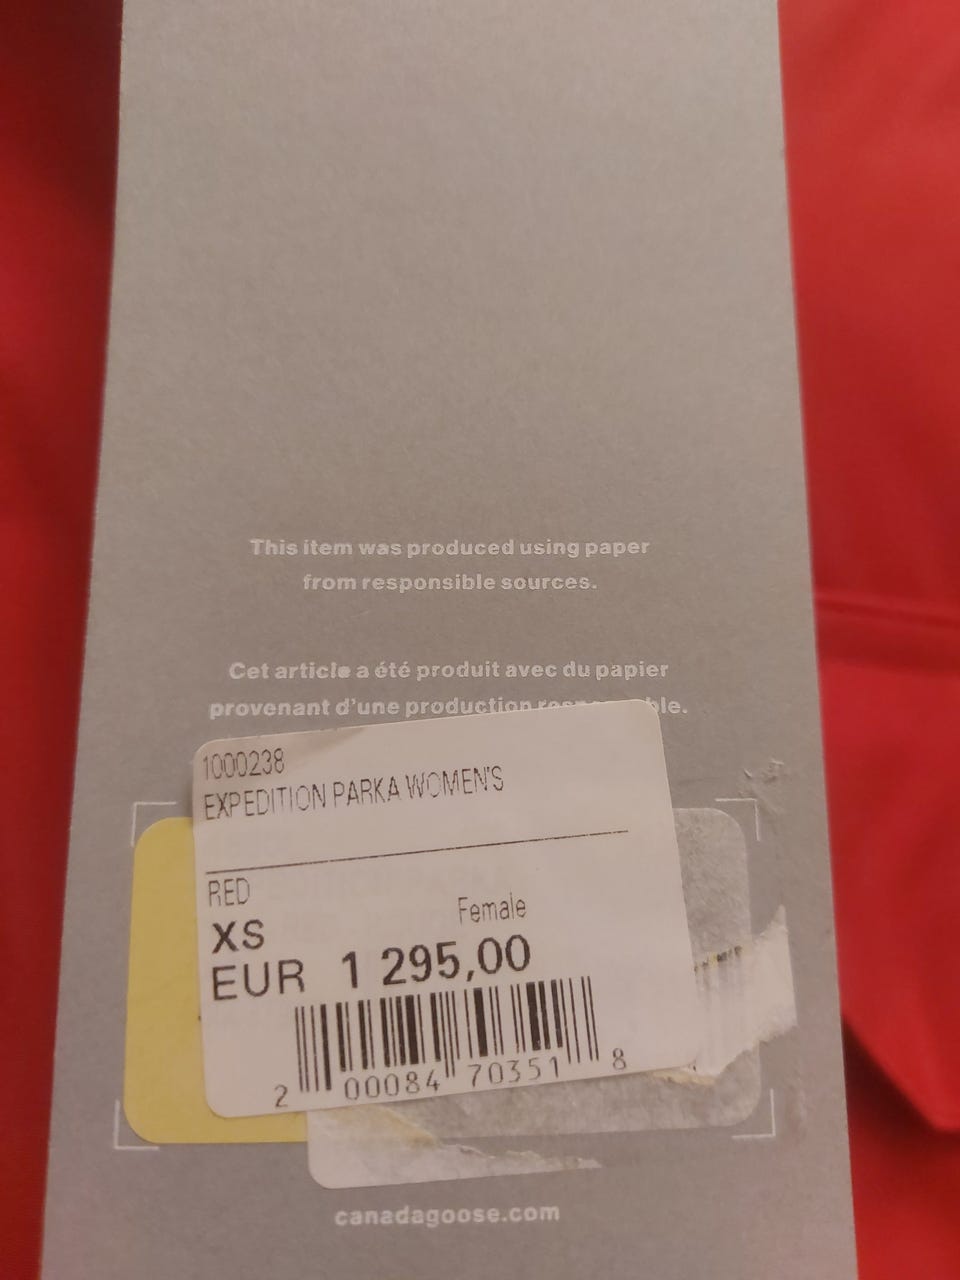 This item was produced using paper
from responsible sources.
Cet article a été produit avec du papier
provenant d'une production responsable.
1000238
EXPEDITION PARKA WOMEN'S
RED
Female
XS
EUR 1 295,00
2 00084 70351 8
canadagoose.com